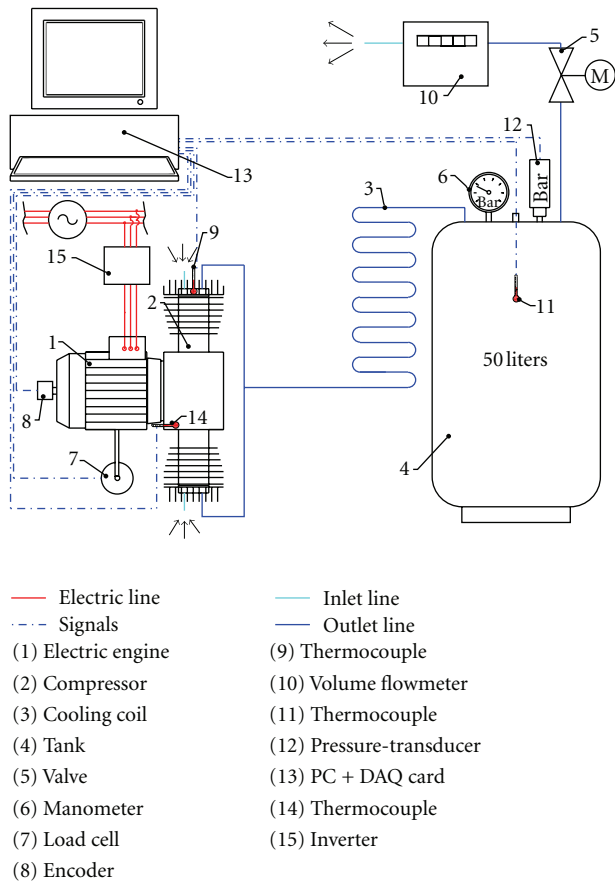 5
M
10
12
13
6
Bar
Bar
3
9
15
2
11
1
50 liters
14
8
7
4
Electric line
Signals
Inlet line
Outlet line
(1) Electric engine
(2) Compressor
(3) Cooling coil
(4) Tank
(5) Valve
(6) Manometer
(7) Load cell
(8) Encoder
(9) Thermocouple
(10) Volume flowmeter
(11) Thermocouple
(12) Pressure-transducer
(13) PC + DAQ card
(14) Thermocouple
(15) Inverter